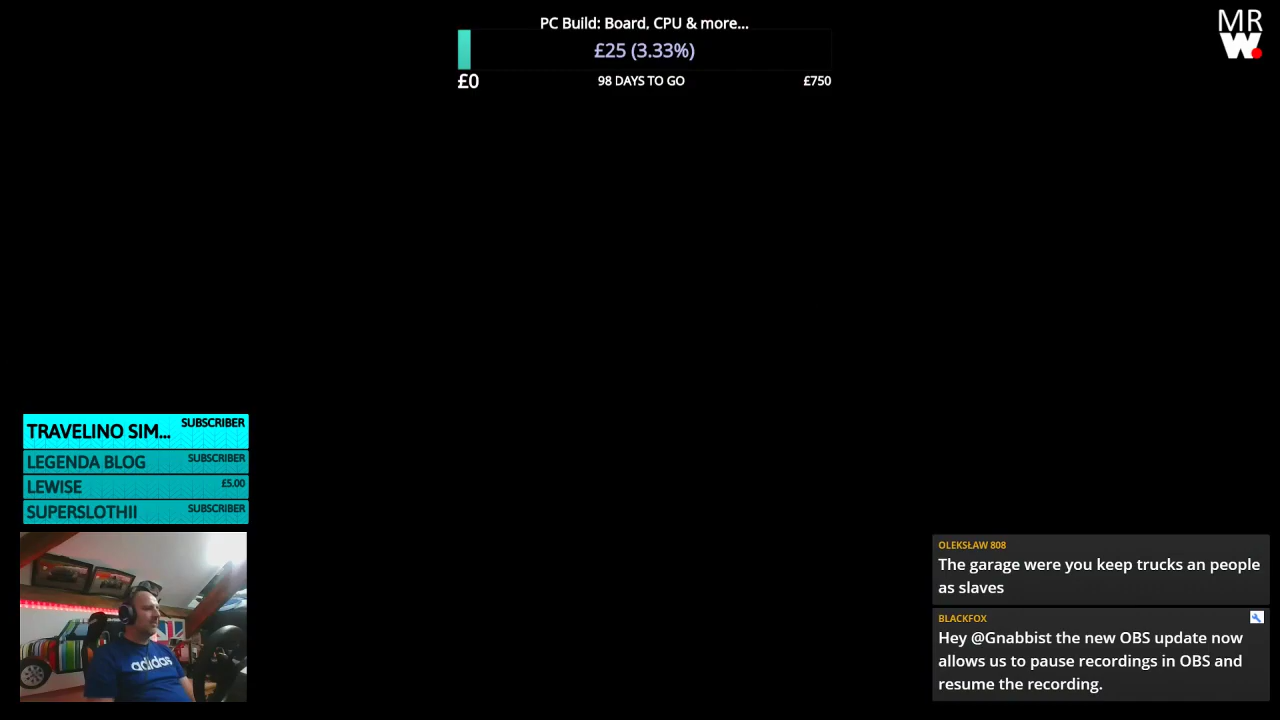 PC Build: Board, CPU & more...
MR
W.
£25 (3.33%)
£0
98 DAYS TO GO
£750
TRAVELINO SIM...
SUBSCRIBER
LEGENDA BLOG
SUBSCRIBER
LEWISE
£5.00
SUPERSLOTHII
SUBSCRIBER
adidas
OLEKSŁAW 808
The garage were you keep trucks an people
as slaves
BLACKFOX
Hey @Gnabbist the new OBS update now
allows us to pause recordings in OBS and
resume the recording.